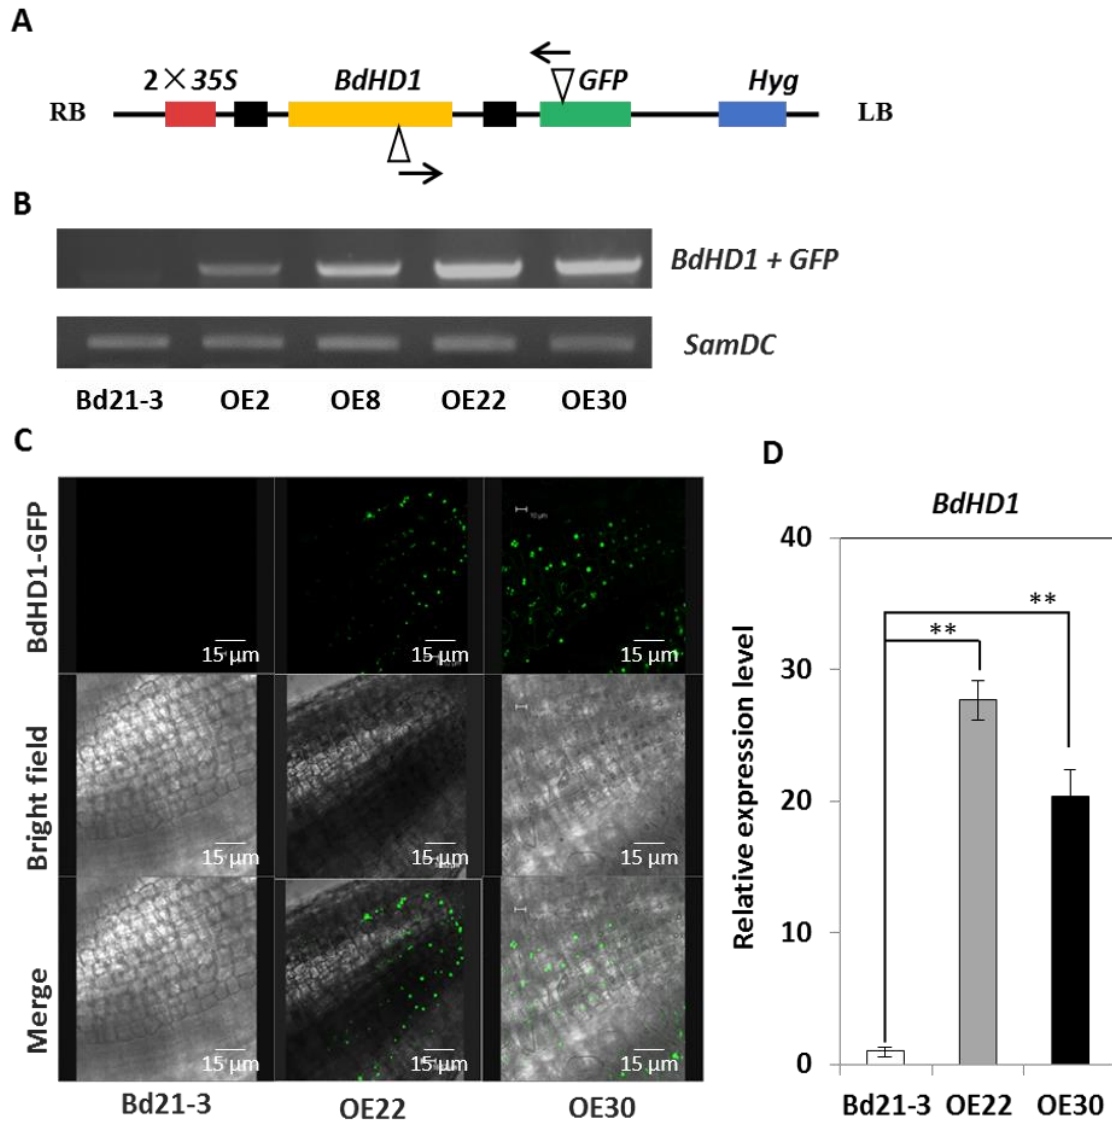 A
2×35S BdHD1 GFP Hyg
RB LB
B
BdHD1 + GFP
SamDC
Bd21-3 OE2 OE8 OE22 OE30
C
BdHD1-GFP
15 µm 15 µm 15 µm
10 µm
Bright field
15 µm 15 µm 15 µm
Merge
15 µm 15 µm 15 µm
Bd21-3 OE22 OE30
D
BdHD1
Relative expression level
40
30
20
10
0
**
**
Bd21-3 OE22 OE30